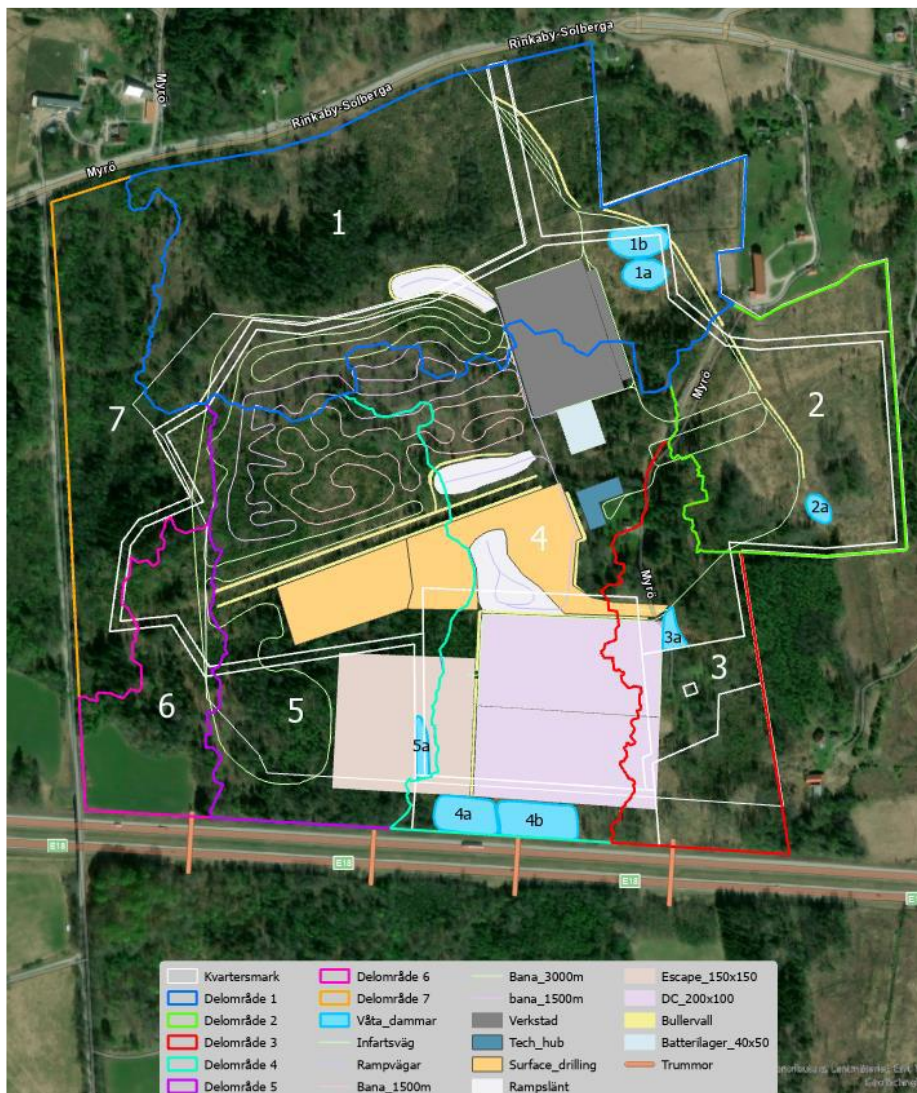 Rinkaby-Solberga
Myrö
Rinkaby-Solberga
Myrö
1
1b
1a
Myrö
2
7
2a
4
Myrö
3a
3
6
5
5a
4a
4b
E18
E18
E18
Kvartersmark
Delområde 1
Delområde 2
Delområde 3
Delområde 4
Delområde 5
Delområde 6
Delområde 7
Våta_dammar
Infartsväg
Rampvägar
Bana_1500m
Bana_3000m
bana_1500m
Verkstad
Tech_hub
Surface_drilling
Rampslänt
Escape_150x150
DC_200x100
Bullervall
Batterilager_40x50
Trummor